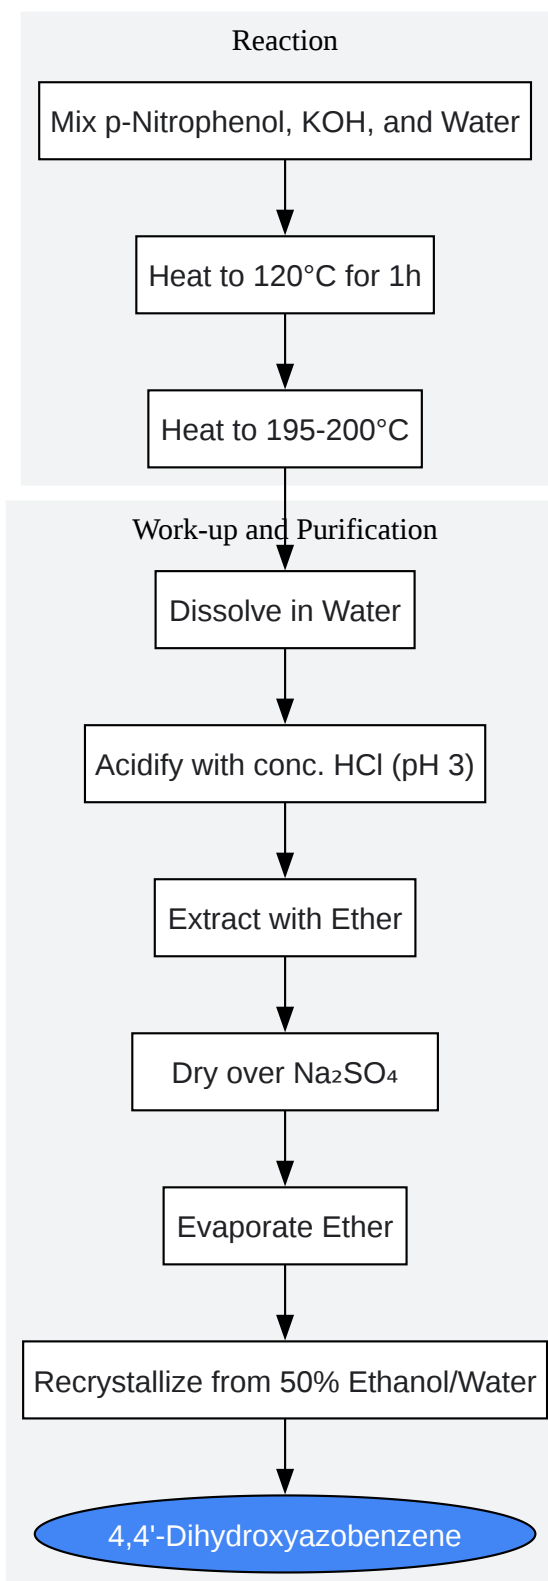 Reaction
Mix p-Nitrophenol, KOH, and Water
Heat to 120°C for 1h
Heat to 195-200°C
Work-up and Purification
Dissolve in Water
Acidify with conc. HCl (pH 3)
Extract with Ether
Dry over Na₂SO₄
Evaporate Ether
Recrystallize from 50% Ethanol/Water
4,4'-Dihydroxyazobenzene